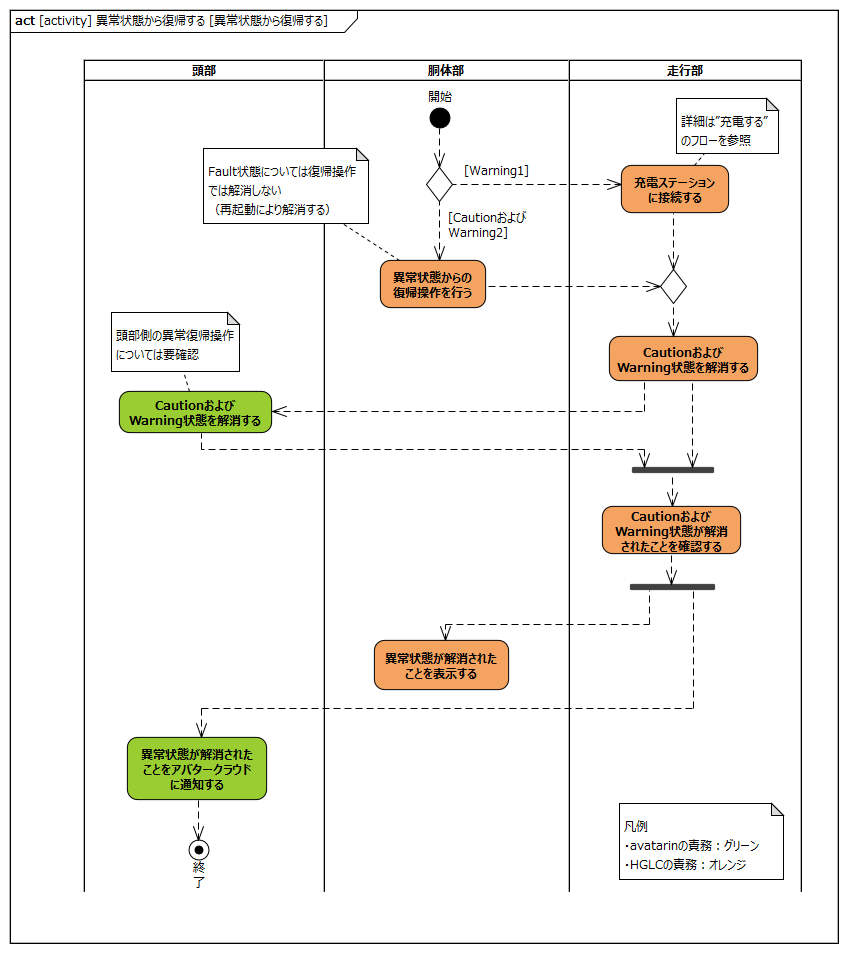 act [activity] 異常状態から復帰する [異常状態から復帰する]
頭部
胴体部
走行部
開始
詳細は”充電する”
のフローを参照
Fault状態については復帰操作
では解消しない
（再起動により解消する）
[Warning1]
充電ステーション
に接続する
[Cautionおよび
Warning2]
異常状態からの
復帰操作を行う
頭部側の異常復帰操作
については要確認
Cautionおよび
Warning状態を解消する
Cautionおよび
Warning状態を解消する
Cautionおよび
Warning状態が解消
されたことを確認する
異常状態が解消された
ことを表示する
異常状態が解消された
ことをアバタークラウド
に通知する
凡例
・avatarinの責務：グリーン
・HGLCの責務：オレンジ
終
了